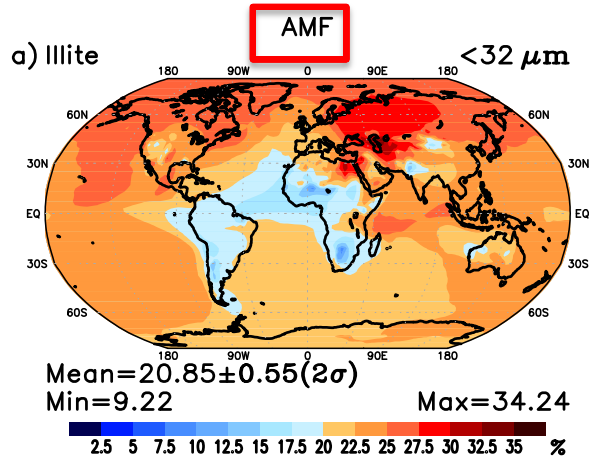 AMF
a) Illite <32 μm
180 90W 0 90E 180
60N 60N
30N 30N
EQ EQ
30S 30S
60S 60S
180 90W 0 90E 180
Mean=20.85±0.55(2σ)
Min=9.22 Max=34.24
2.5 5 7.5 10 12.5 15 17.5 20 22.5 25 27.5 30 32.5 35 %